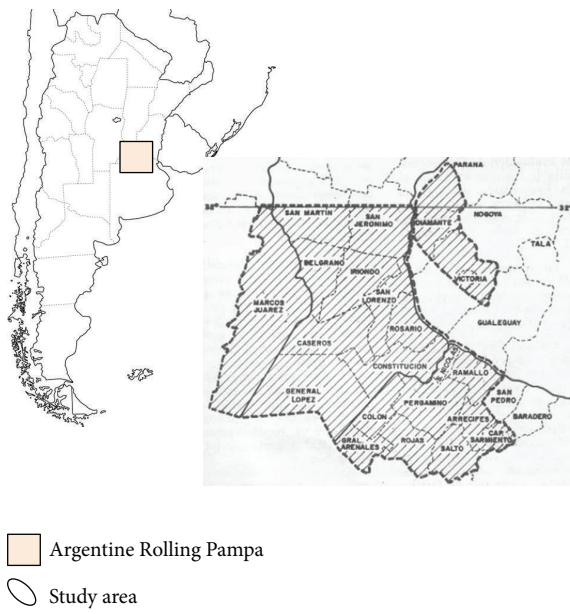 PARANA
32°
SAN MARTIN
SAN
JERONIMO
DIAMANTE
NOGOYA
32°
TALA
BELGRANO
IRIONDO
VICTORIA
SAN
LORENZO
MARCOS
JUAREZ
ROSARIO
GUALEGUAY
CASEROS
CONSTITUCION
S. NICOLAS
RAMALLO
GENERAL
LOPEZ
SAN
PEDRO
PERGAMINO
COLON
ARRECIFES
BARADERO
GRAL.
ARENALES
ROJAS
SALTO
CAP.
SARMIENTO
Argentine Rolling Pampa
Study area